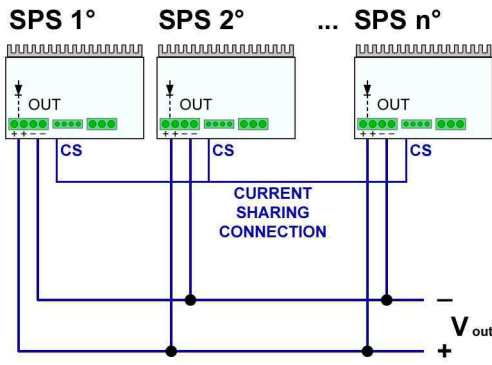 SPS 1° SPS 2° ... SPS n°
OUT OUT OUT
+ + − − + + − − + + − −
CS CS CS
CURRENT
SHARING
CONNECTION
−
V out
+